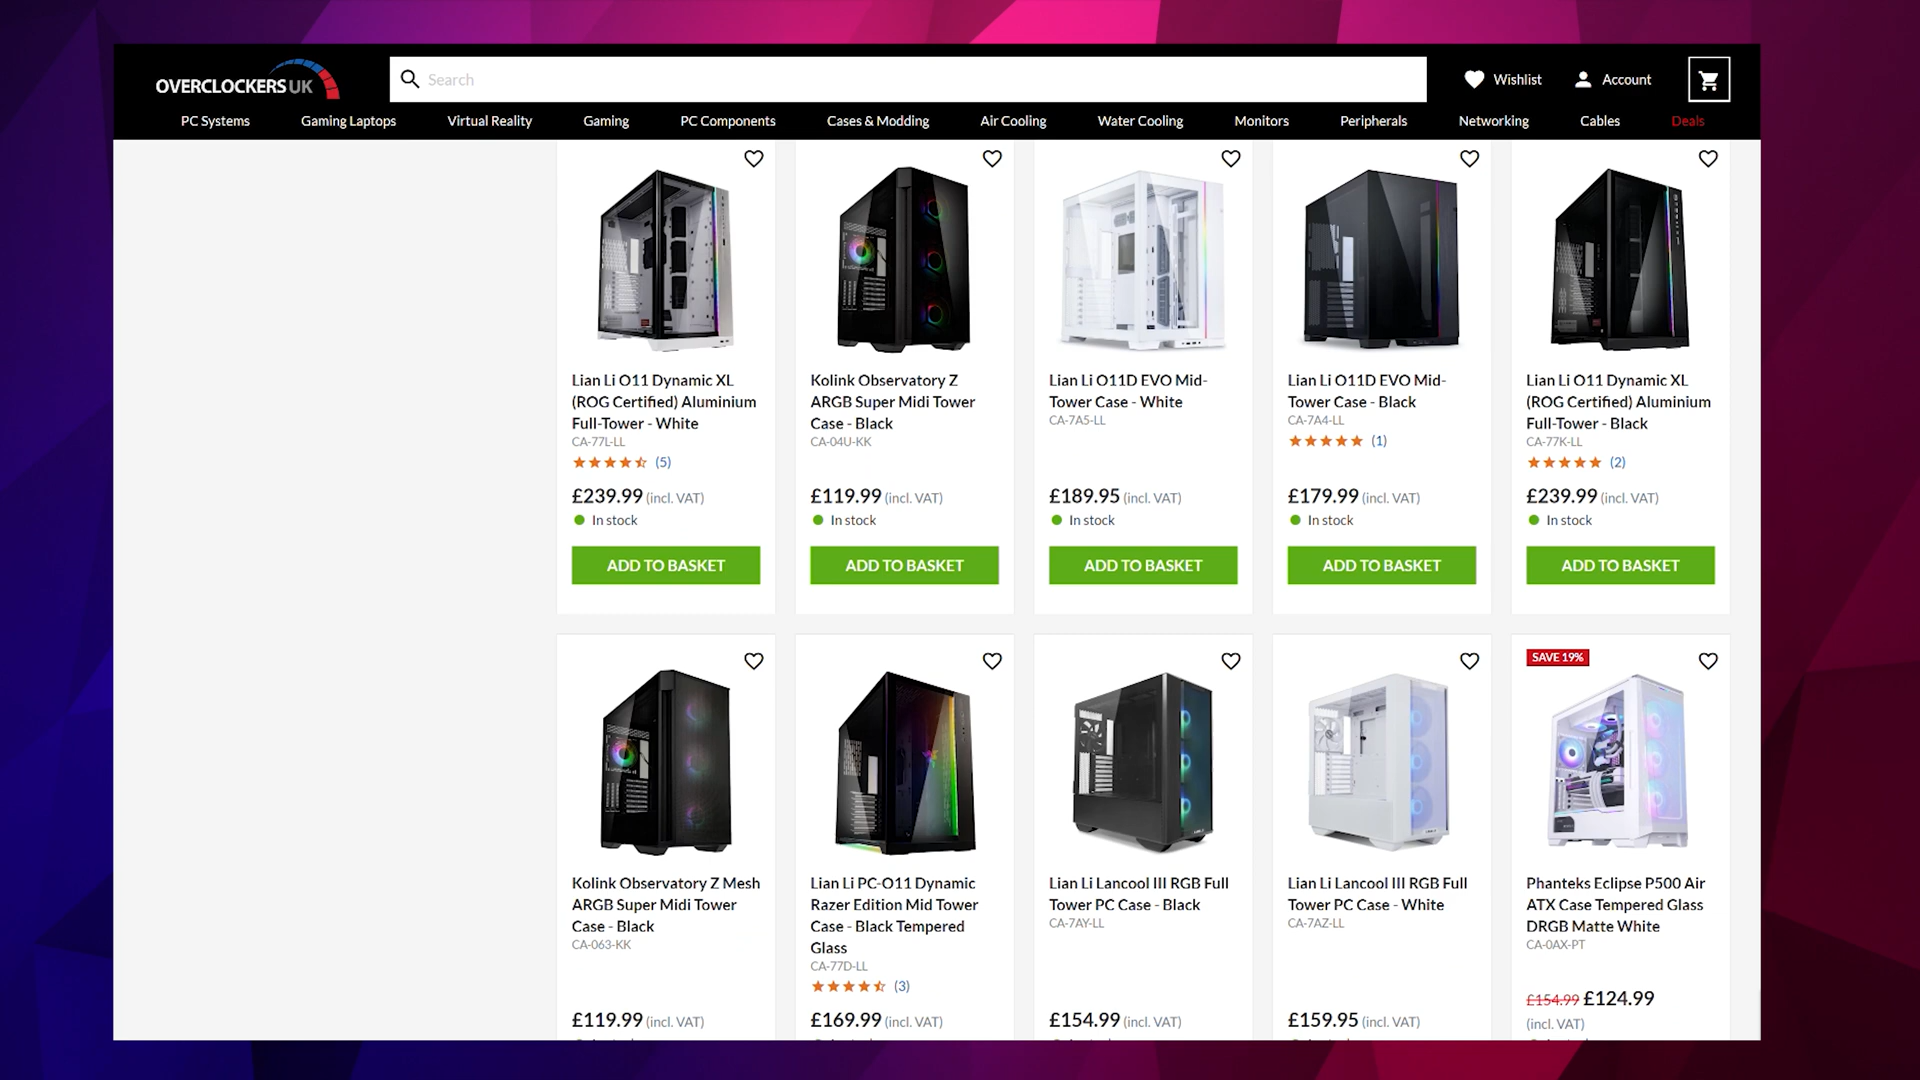 OVERCLOCKERS UK
Search
Wishlist
Account
PC Systems
Gaming Laptops
Virtual Reality
Gaming
PC Components
Cases & Modding
Air Cooling
Water Cooling
Monitors
Peripherals
Networking
Cables
Deals
Lian Li O11 Dynamic XL
(ROG Certified) Aluminium
Full-Tower - White
CA-77L-LL
(5)
£239.99 (incl. VAT)
In stock
ADD TO BASKET
Kolink Observatory Z
ARGB Super Midi Tower
Case - Black
CA-04U-KK
£119.99 (incl. VAT)
In stock
ADD TO BASKET
Lian Li O11D EVO Mid-
Tower Case - White
CA-7A5-LL
£189.95 (incl. VAT)
In stock
ADD TO BASKET
Lian Li O11D EVO Mid-
Tower Case - Black
CA-7A4-LL
(1)
£179.99 (incl. VAT)
In stock
ADD TO BASKET
Lian Li O11 Dynamic XL
(ROG Certified) Aluminium
Full-Tower - Black
CA-77K-LL
(2)
£239.99 (incl. VAT)
In stock
ADD TO BASKET
Kolink Observatory Z Mesh
ARGB Super Midi Tower
Case - Black
CA-063-KK
£119.99 (incl. VAT)
Lian Li PC-O11 Dynamic
Razer Edition Mid Tower
Case - Black Tempered
Glass
CA-77D-LL
(3)
£169.99 (incl. VAT)
Lian Li Lancool III RGB Full
Tower PC Case - Black
CA-7AY-LL
£154.99 (incl. VAT)
Lian Li Lancool III RGB Full
Tower PC Case - White
CA-7AZ-LL
£159.95 (incl. VAT)
SAVE 19%
Phanteks Eclipse P500 Air
ATX Case Tempered Glass
DRGB Matte White
CA-0AX-PT
£154.99 £124.99
(incl. VAT)